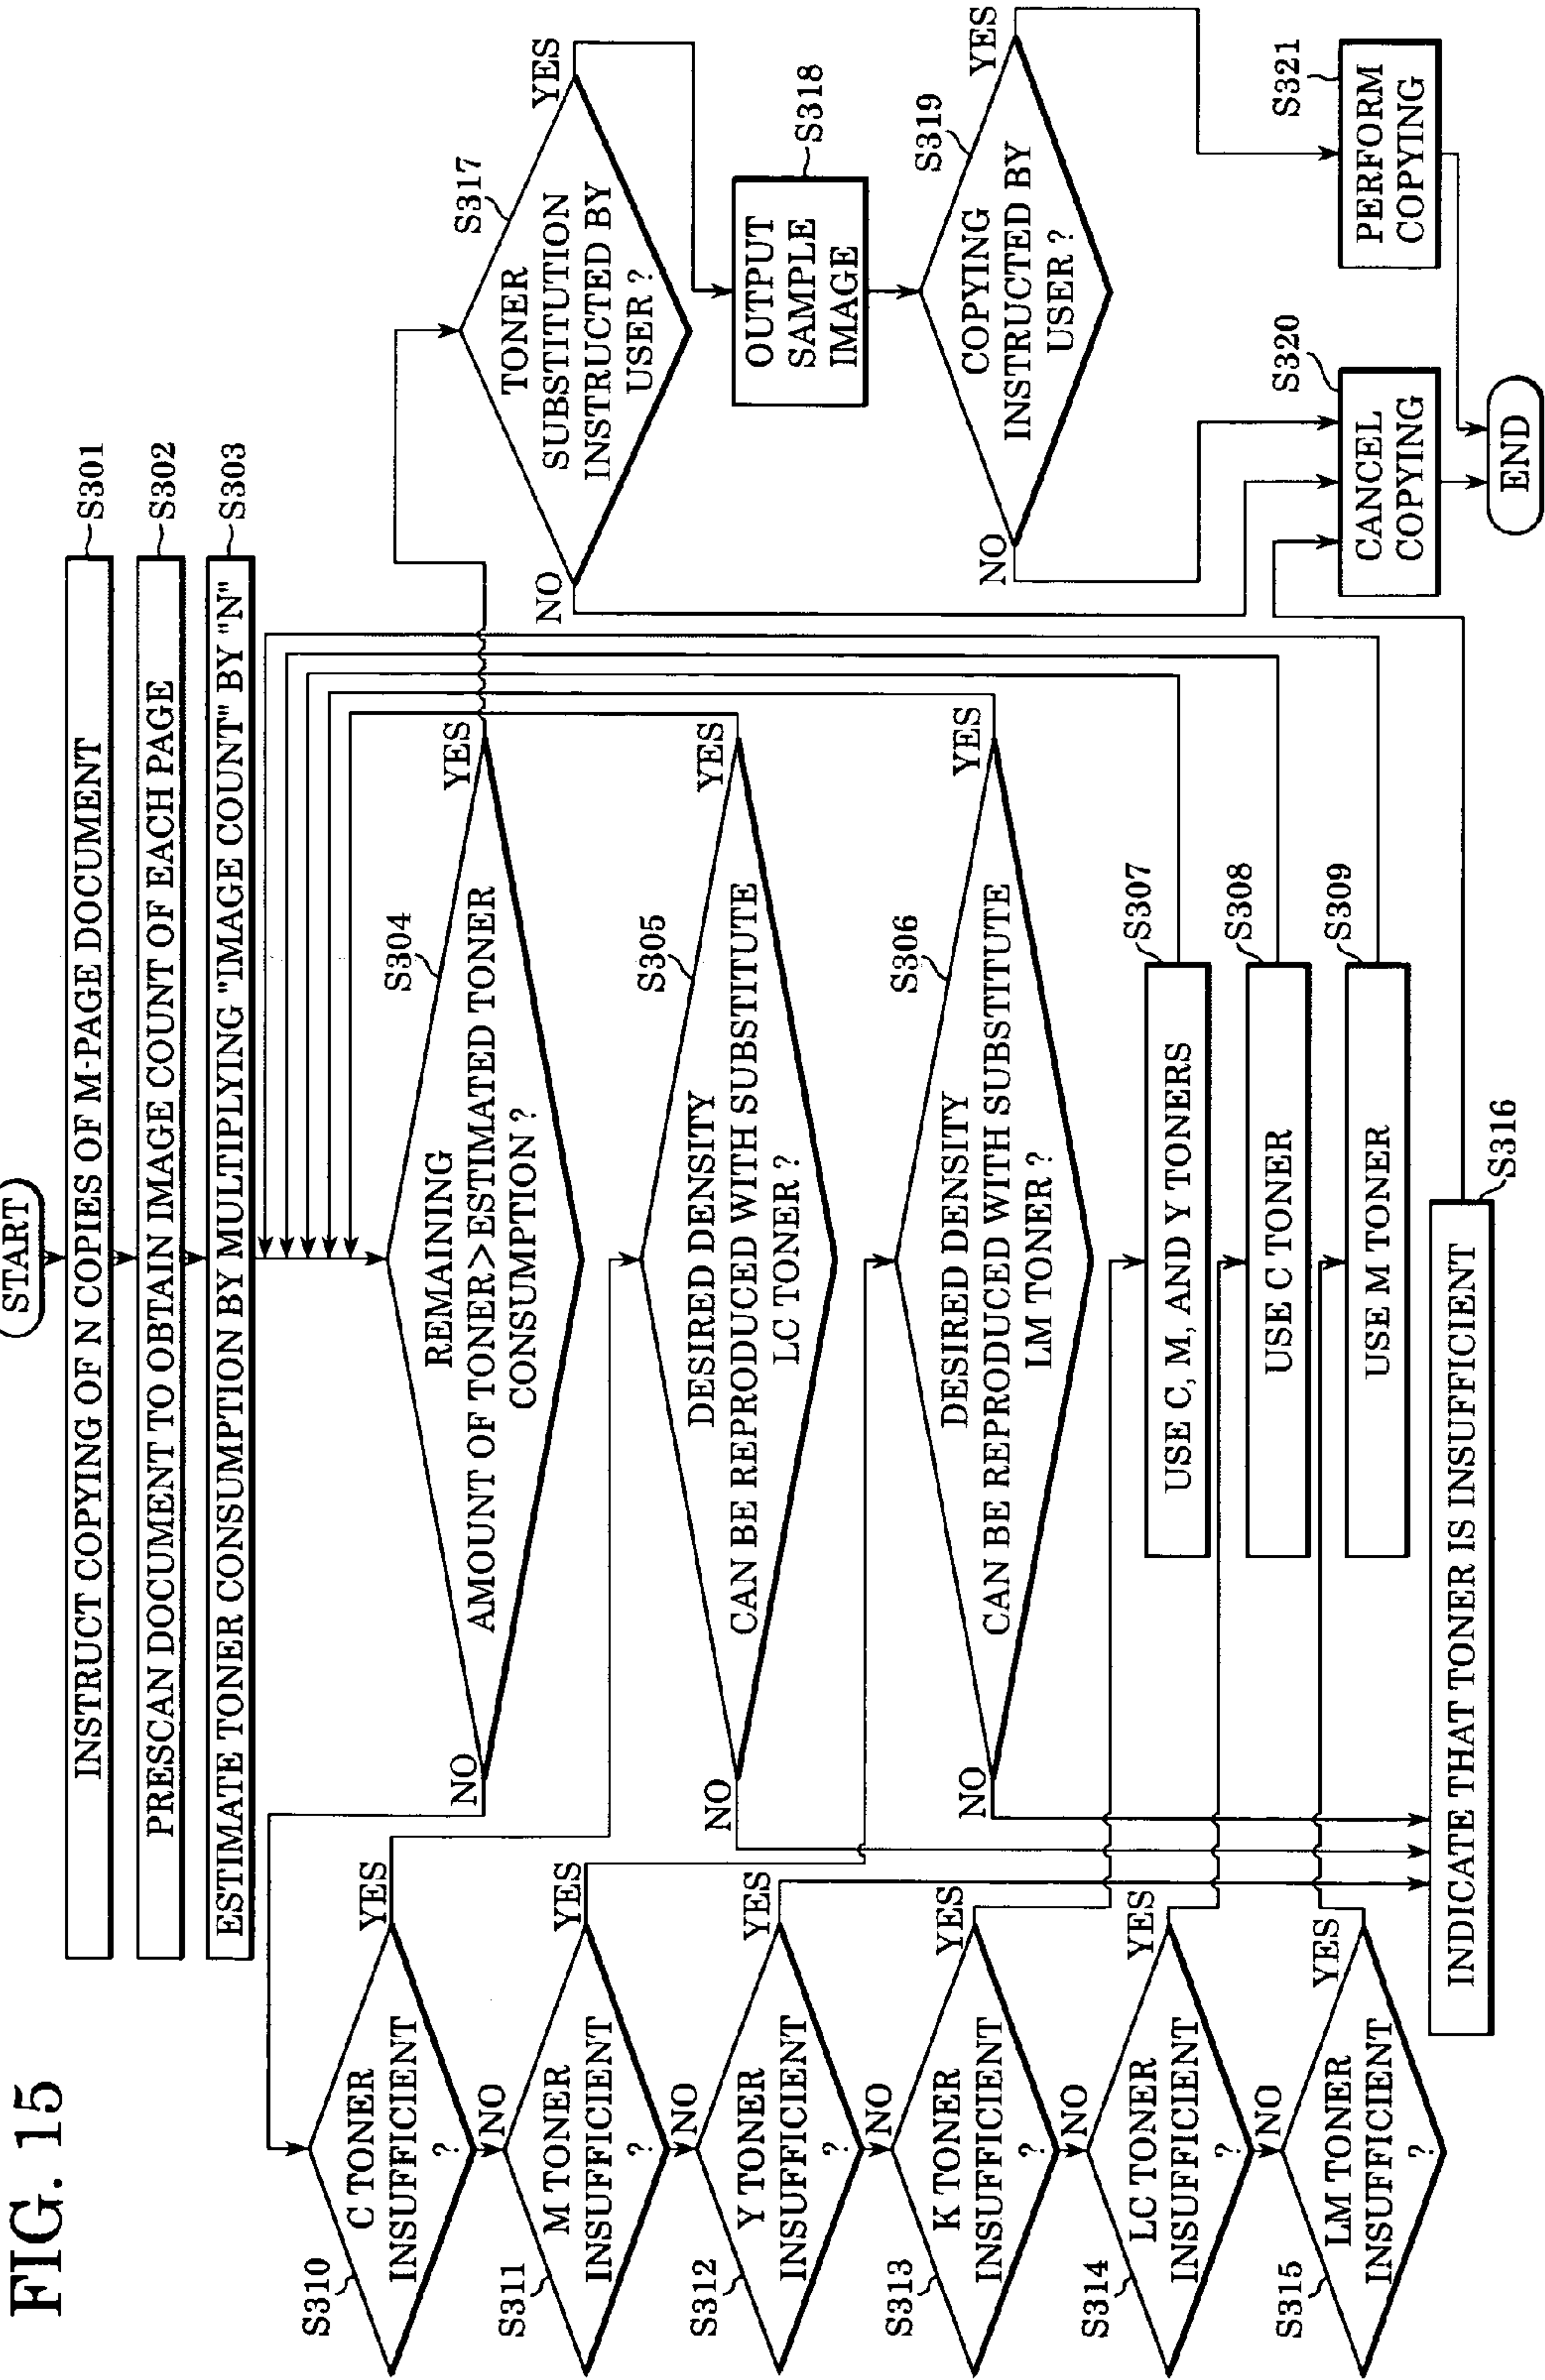 FIG. 15
START
INSTRUCT COPYING OF N COPIES OF M-PAGE DOCUMENT
S301
PRESCAN DOCUMENT TO OBTAIN IMAGE COUNT OF EACH PAGE
S302
ESTIMATE TONER CONSUMPTION BY MULTIPLYING "IMAGE COUNT" BY "N"
S303
S304
REMAINING
AMOUNT OF TONER>ESTIMATED TONER
CONSUMPTION ?
NO
YES
S305
DESIRED DENSITY
CAN BE REPRODUCED WITH SUBSTITUTE
LC TONER ?
NO
YES
S306
DESIRED DENSITY
CAN BE REPRODUCED WITH SUBSTITUTE
LM TONER ?
NO
YES
S307
USE C, M, AND Y TONERS
S308
USE C TONER
S309
USE M TONER
S310
C TONER
INSUFFICIENT
?
YES
NO
S311
M TONER
INSUFFICIENT
?
YES
NO
S312
Y TONER
INSUFFICIENT
?
YES
NO
S313
K TONER
INSUFFICIENT
?
YES
NO
S314
LC TONER
INSUFFICIENT
?
YES
NO
S315
LM TONER
INSUFFICIENT
?
YES
S316
INDICATE THAT TONER IS INSUFFICIENT
S317
TONER
SUBSTITUTION
INSTRUCTED BY
USER ?
NO
YES
S318
OUTPUT
SAMPLE
IMAGE
S319
COPYING
INSTRUCTED BY
USER ?
NO
YES
S320
CANCEL
COPYING
S321
PERFORM
COPYING
END